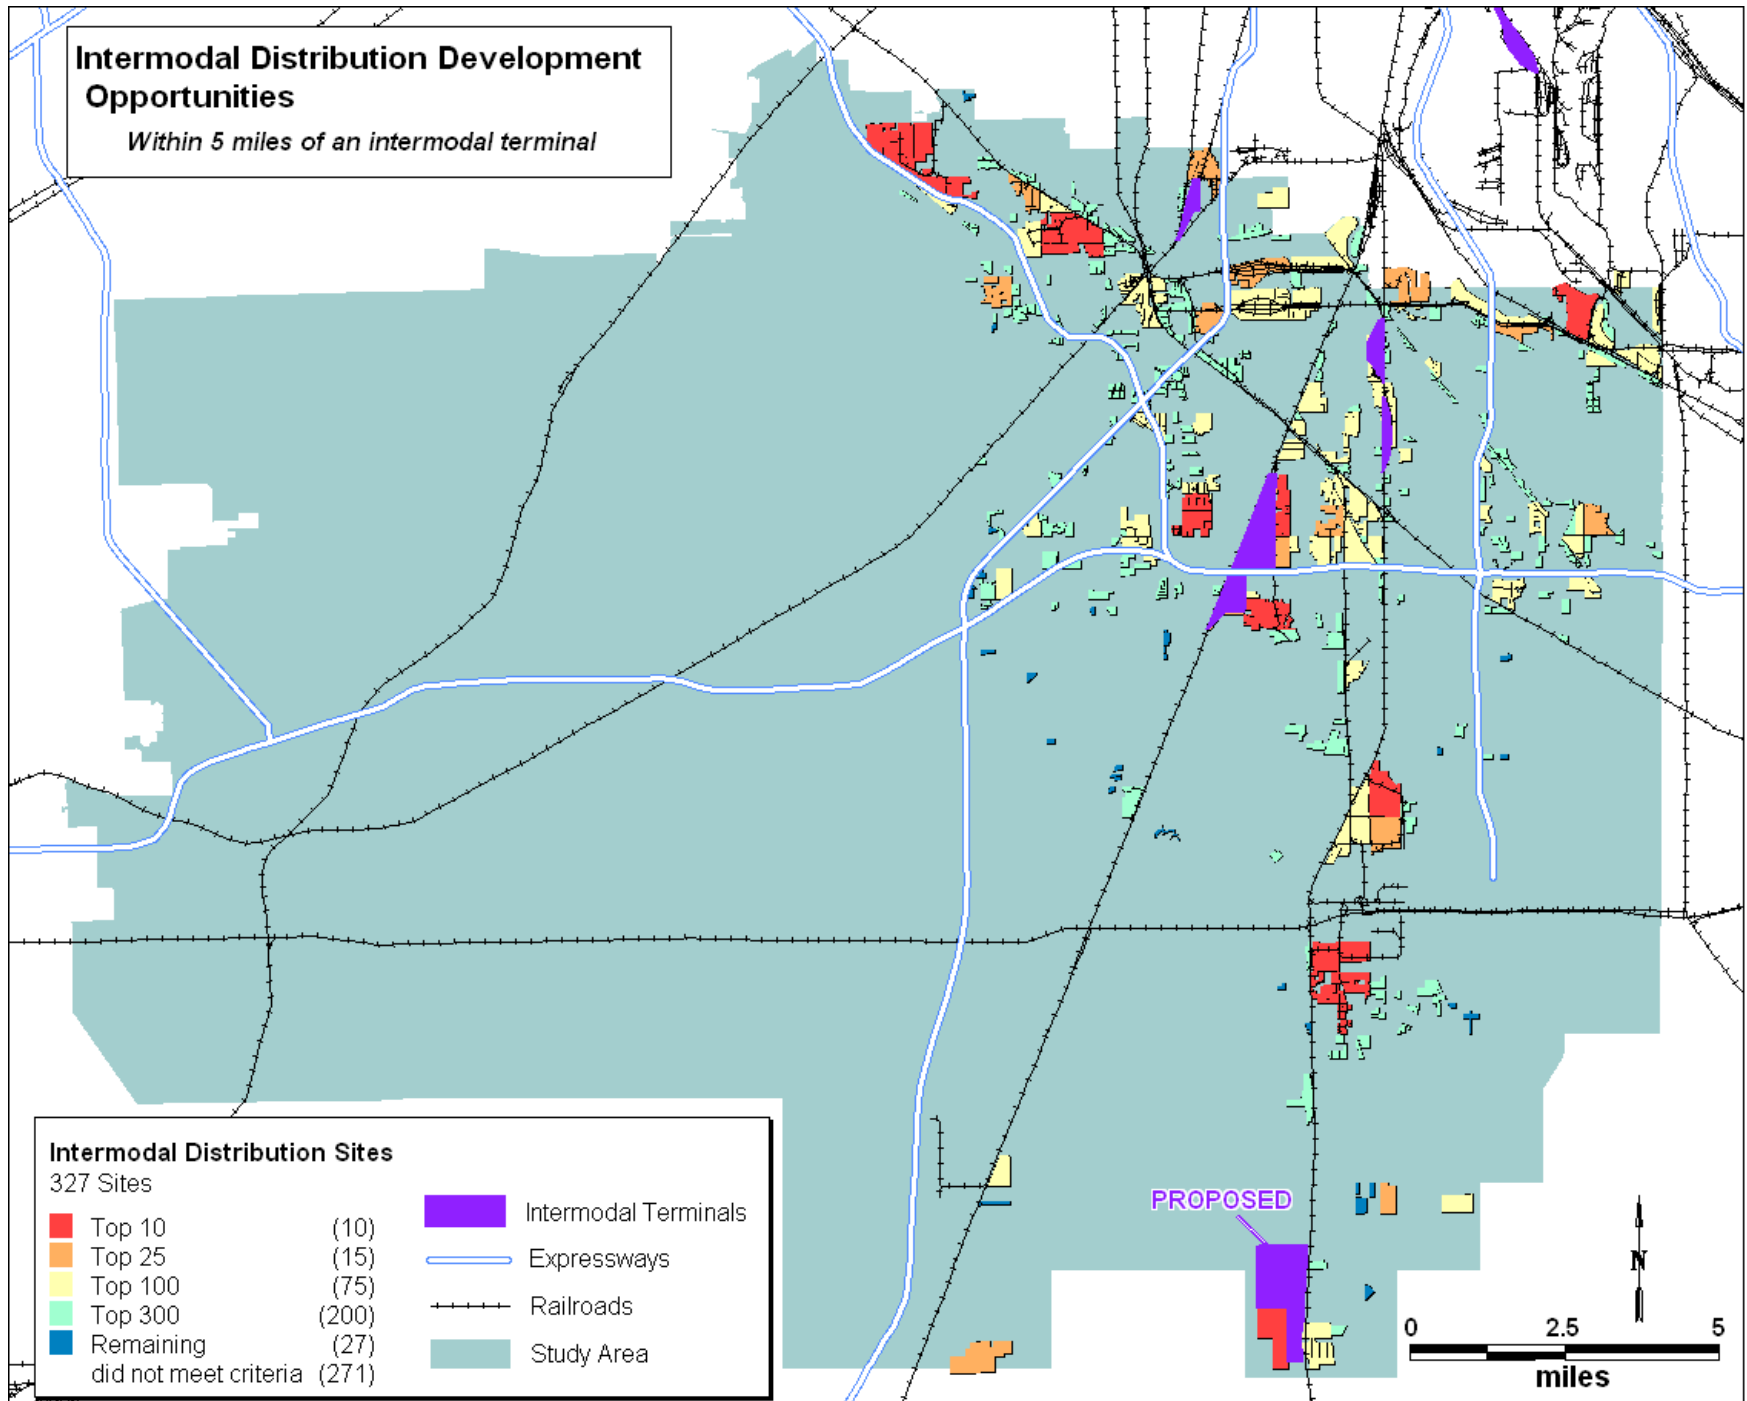 Intermodal Distribution Development
Opportunities
Within 5 miles of an intermodal terminal
PROPOSED
Intermodal Distribution Sites
327 Sites
Top 10 (10)
Top 25 (15)
Top 100 (75)
Top 300 (200)
Remaining (27)
did not meet criteria (271)
Intermodal Terminals
Expressways
Railroads
Study Area
N
0 2.5 5
miles